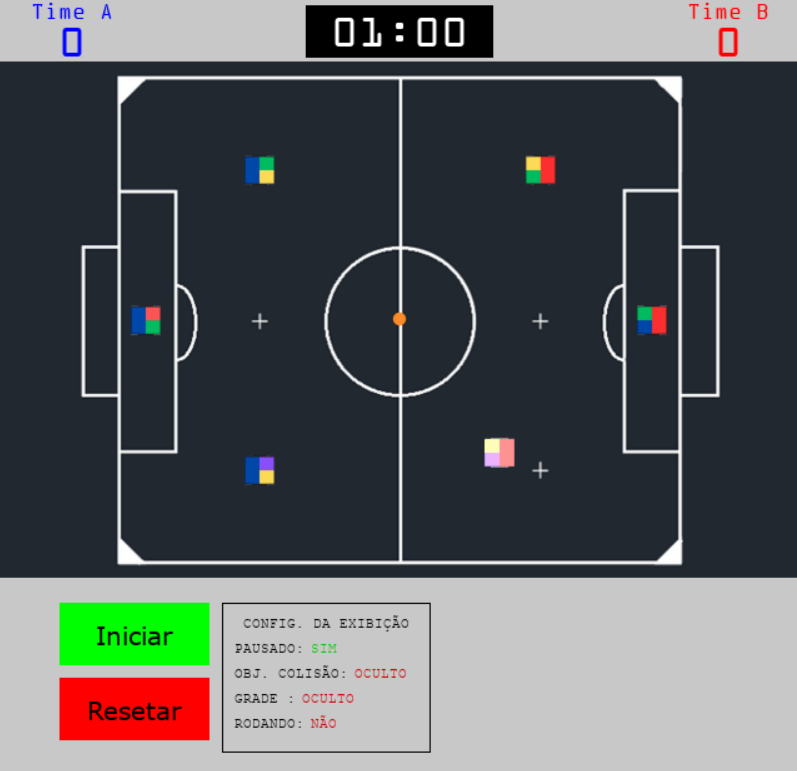 Time A
0
01:00
Time B
0
Iniciar
Resetar
CONFIG. DA EXIBIÇÃO
PAUSADO: SIM
OBJ. COLISÃO: OCULTO
GRADE : OCULTO
RODANDO: NÃO